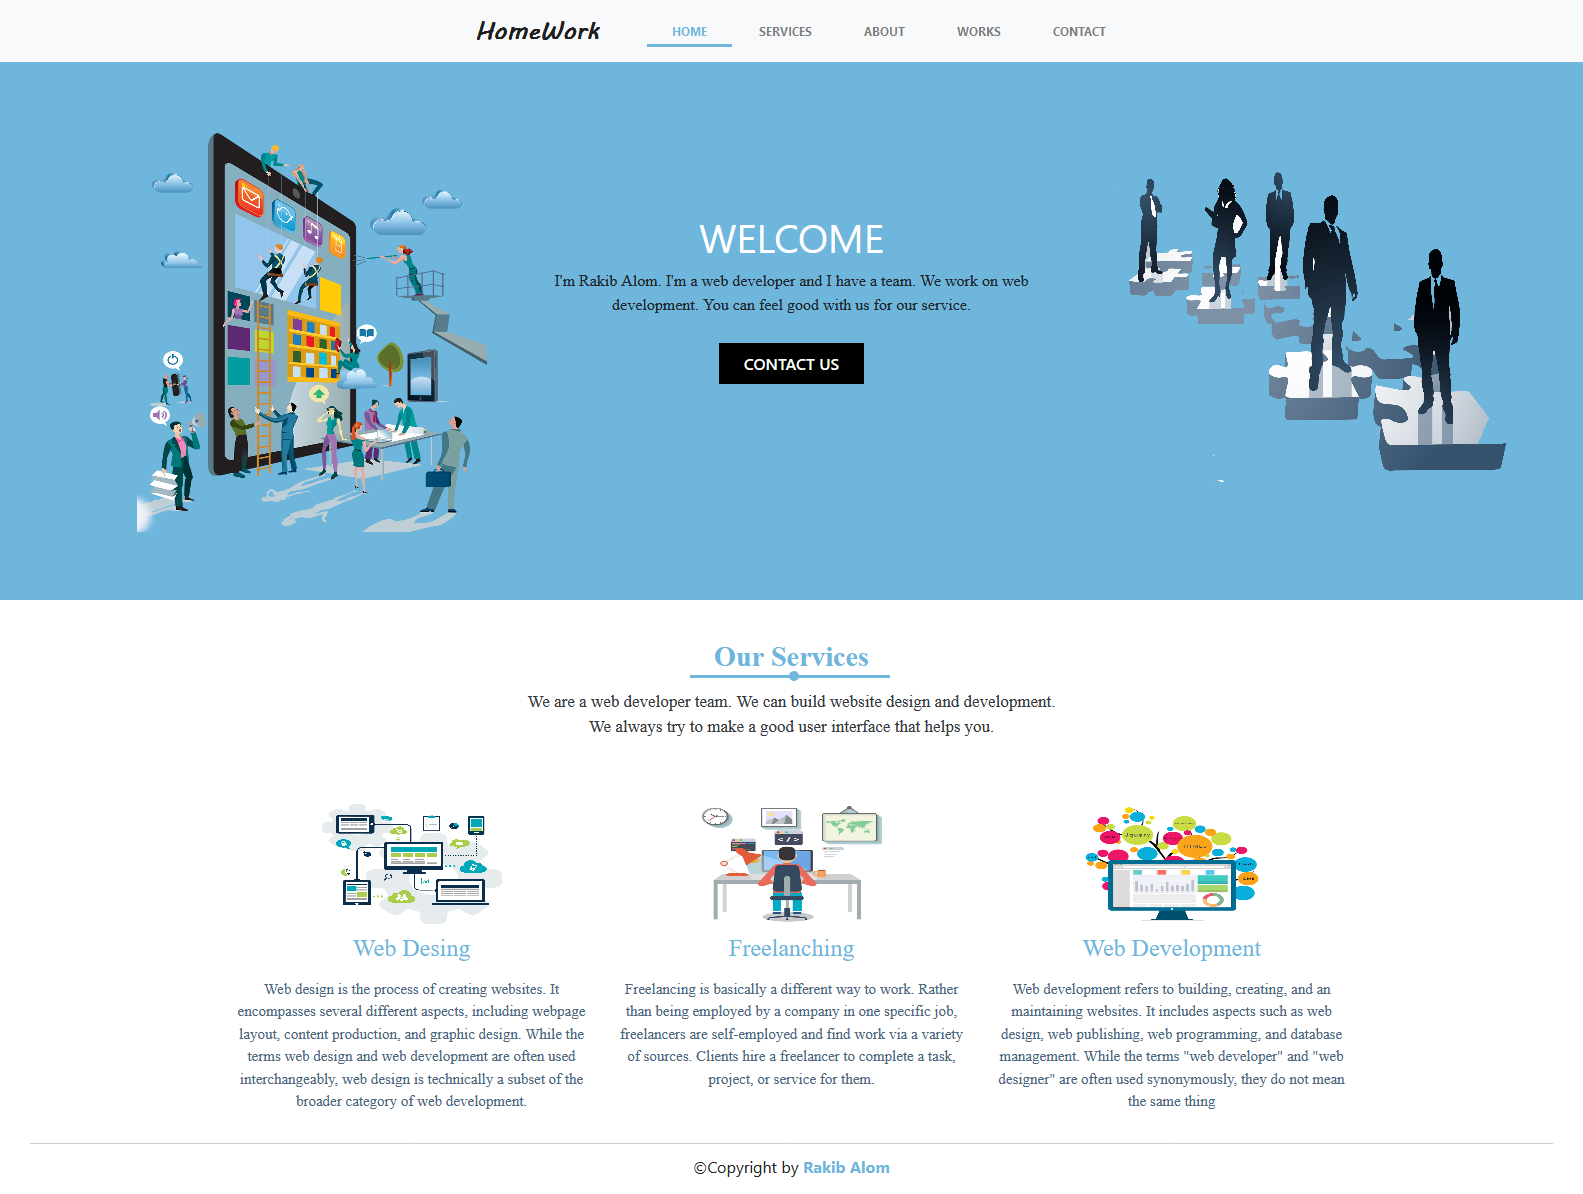 HomeWork
HOME
SERVICES
ABOUT
WORKS
CONTACT
WELCOME
I'm Rakib Alom. I'm a web developer and I have a team. We work on web
development. You can feel good with us for our service.
CONTACT US
Our Services
We are a web developer team. We can build website design and development.
We always try to make a good user interface that helps you.
Jquery
HTML5
Web Desing
Web design is the process of creating websites. It
encompasses several different aspects, including webpage
layout, content production, and graphic design. While the
terms web design and web development are often used
interchangeably, web design is technically a subset of the
broader category of web development.
Freelanching
Freelancing is basically a different way to work. Rather
than being employed by a company in one specific job,
freelancers are self-employed and find work via a variety
of sources. Clients hire a freelancer to complete a task,
project, or service for them.
Web Development
Web development refers to building, creating, and an
maintaining websites. It includes aspects such as web
design, web publishing, web programming, and database
management. While the terms "web developer" and "web
designer" are often used synonymously, they do not mean
the same thing
©Copyright by Rakib Alom